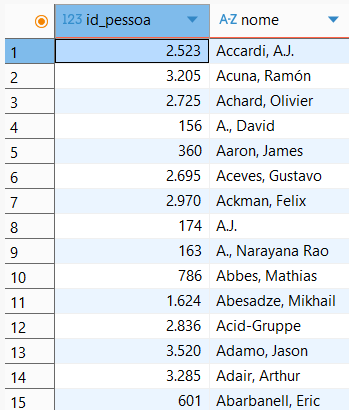 123 id_pessoa A-Z nome
1 2.523 Accardi, A.J.
2 3.205 Acuna, Ramón
3 2.725 Achard, Olivier
4 156 A., David
5 360 Aaron, James
6 2.695 Aceves, Gustavo
7 2.970 Ackman, Felix
8 174 A.J.
9 163 A., Narayana Rao
10 786 Abbes, Mathias
11 1.624 Abesadze, Mikhail
12 2.836 Acid-Gruppe
13 3.520 Adamo, Jason
14 3.285 Adair, Arthur
15 601 Abarbanell, Eric